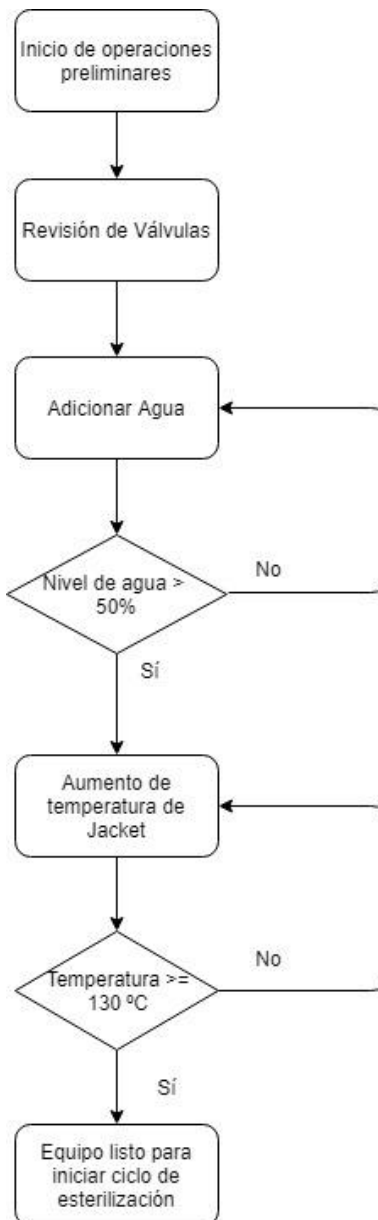 Inicio de operaciones
preliminares
Revisión de Válvulas
Adicionar Agua
Nivel de agua >
50%
No
Sí
Aumento de
temperatura de
Jacket
Temperatura >=
130 ºC
No
Sí
Equipo listo para
iniciar ciclo de
esterilización